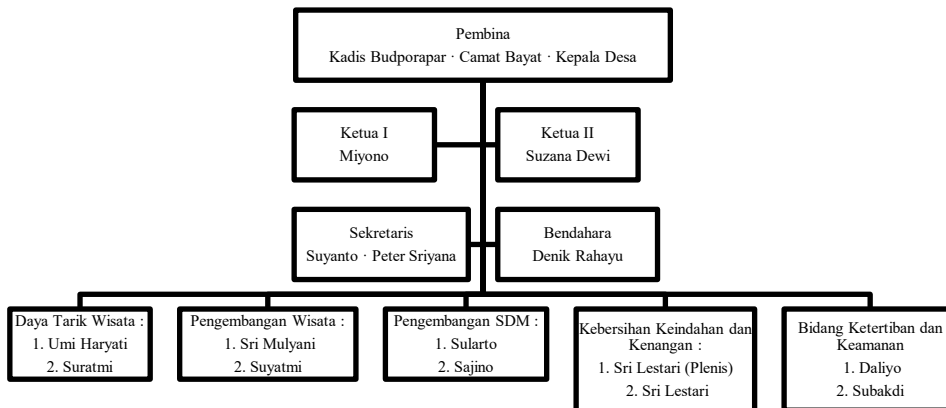 Pembina
Kadis Budporapar · Camat Bayat · Kepala Desa
Ketua I
Miyono
Ketua II
Suzana Dewi
Sekretaris
Suyanto · Peter Sriyana
Bendahara
Denik Rahayu
Daya Tarik Wisata :
1. Umi Haryati
2. Suratmi
Pengembangan Wisata :
1. Sri Mulyani
2. Suyatmi
Pengembangan SDM :
1. Sularto
2. Sajino
Kebersihan Keindahan dan
Kenangan :
1. Sri Lestari (Plenis)
2. Sri Lestari
Bidang Ketertiban dan
Keamanan
1. Daliyo
2. Subakdi